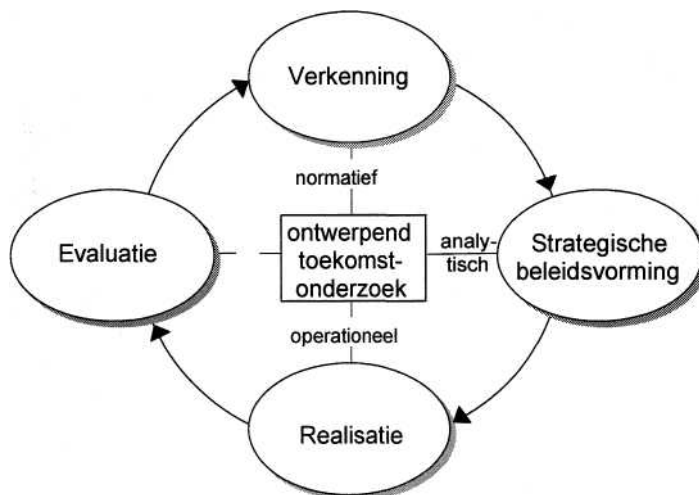 Verkenning
normatief
Evaluatie
ontwerpend
toekomst-
onderzoek
analy-
tisch
Strategische
beleidsvorming
operationeel
Realisatie